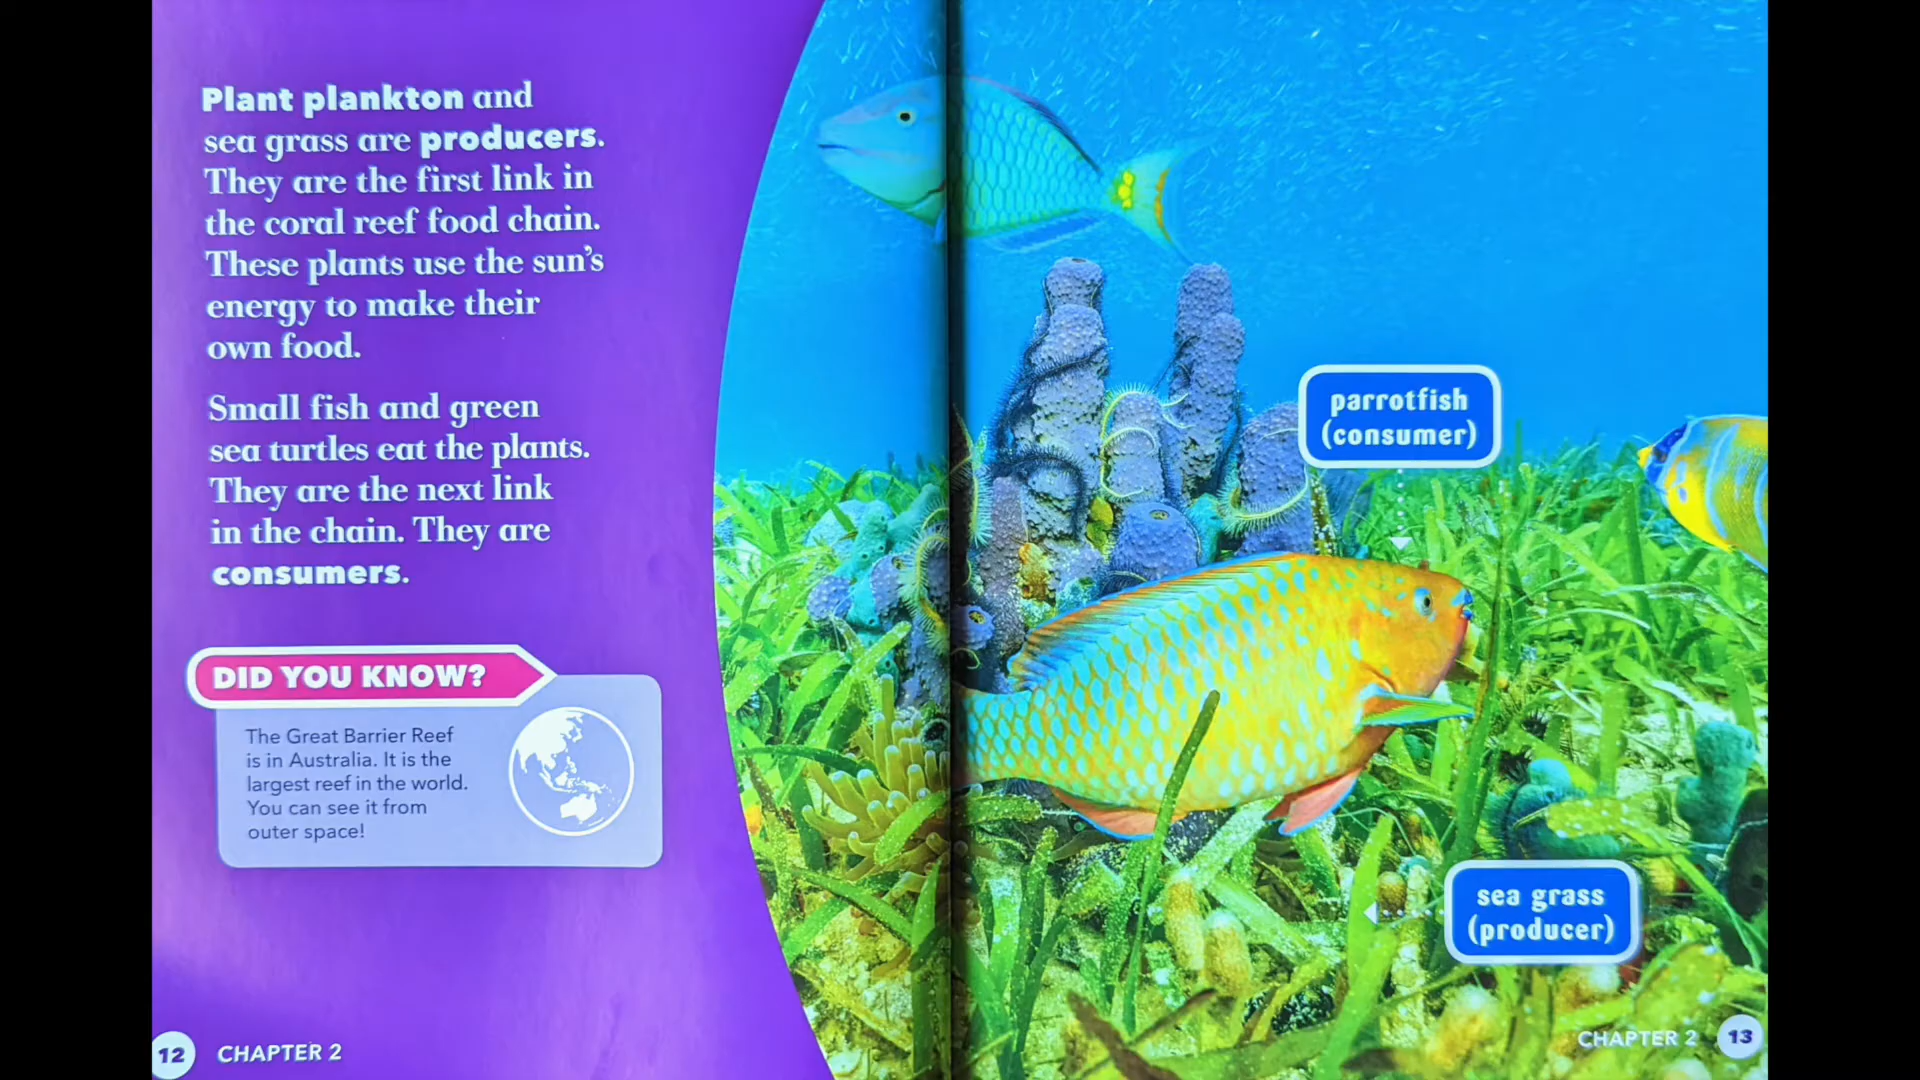 Plant plankton and
sea grass are producers.
They are the first link in
the coral reef food chain.
These plants use the sun's
energy to make their
own food.
Small fish and green
sea turtles eat the plants.
They are the next link
in the chain. They are
consumers.
DID YOU KNOW?
The Great Barrier Reef
is in Australia. It is the
largest reef in the world.
You can see it from
outer space!
12 CHAPTER 2
parrotfish
(consumer)
sea grass
(producer)
CHAPTER 2 13